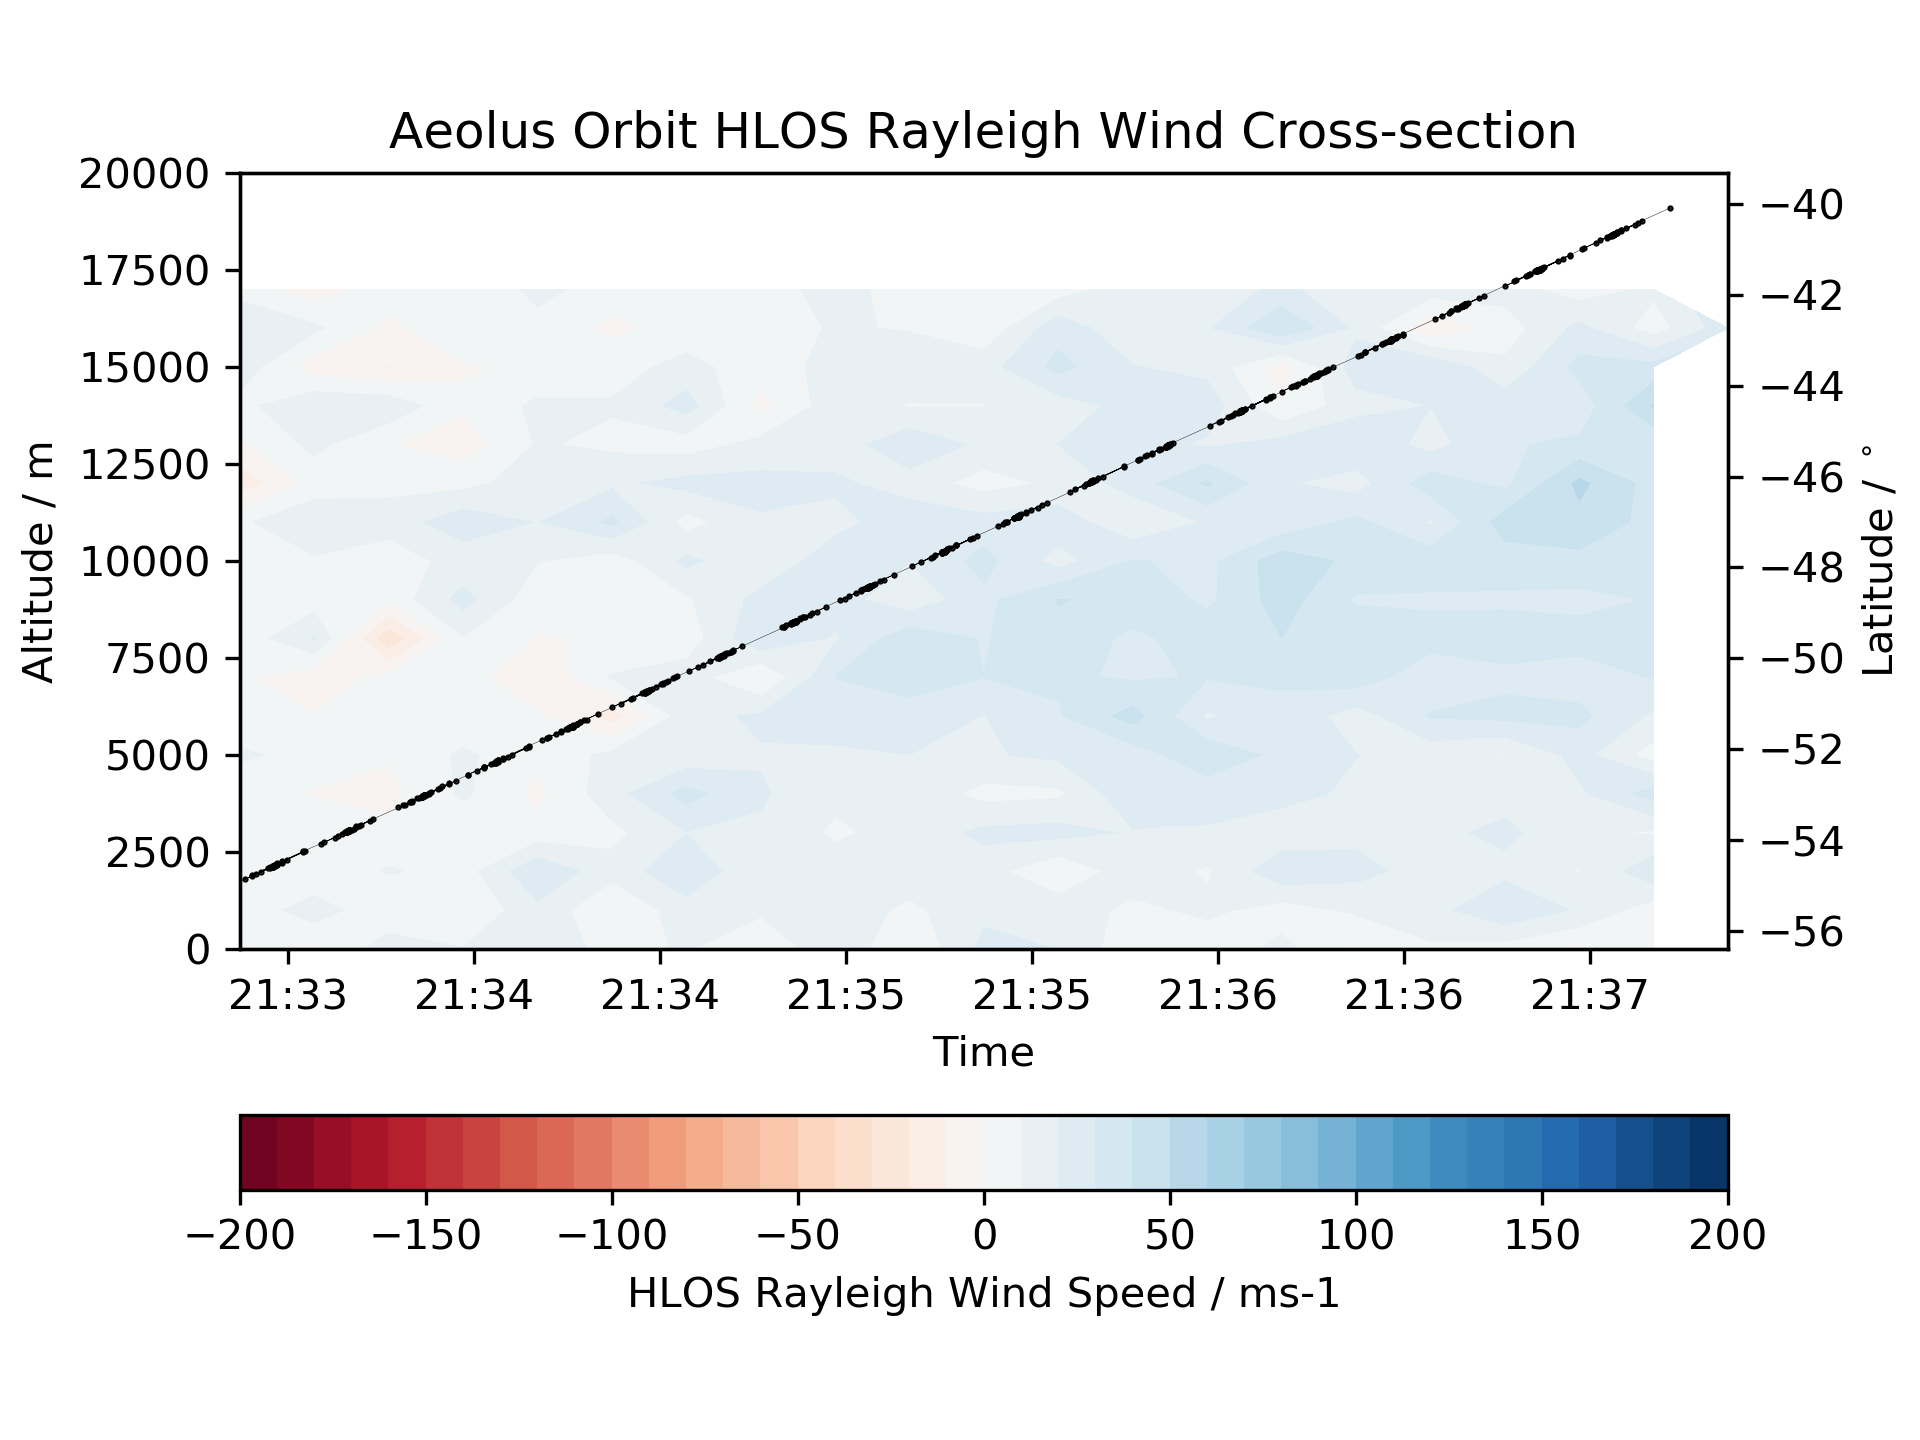 Aeolus Orbit HLOS Rayleigh Wind Cross-section
20000
17500
15000
12500
10000
7500
5000
2500
0
Altitude / m
−40
−42
−44
−46
−48
−50
−52
−54
−56
Latitude / °
21:33 21:34 21:34 21:35 21:35 21:36 21:36 21:37
Time
−200 −150 −100 −50 0 50 100 150 200
HLOS Rayleigh Wind Speed / ms-1